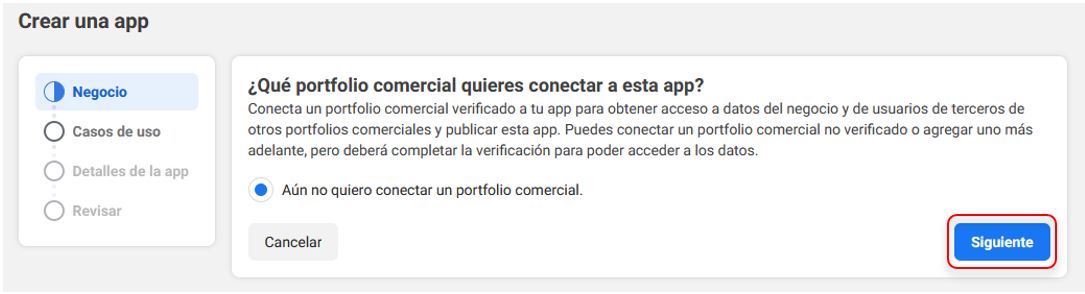 Crear una app
Negocio
Casos de uso
Detalles de la app
Revisar
¿Qué portfolio comercial quieres conectar a esta app?
Conecta un portfolio comercial verificado a tu app para obtener acceso a datos del negocio y de usuarios de terceros de
otros portfolios comerciales y publicar esta app. Puedes conectar un portfolio comercial no verificado o agregar uno más
adelante, pero deberá completar la verificación para poder acceder a los datos.
Aún no quiero conectar un portfolio comercial.
Cancelar
Siguiente